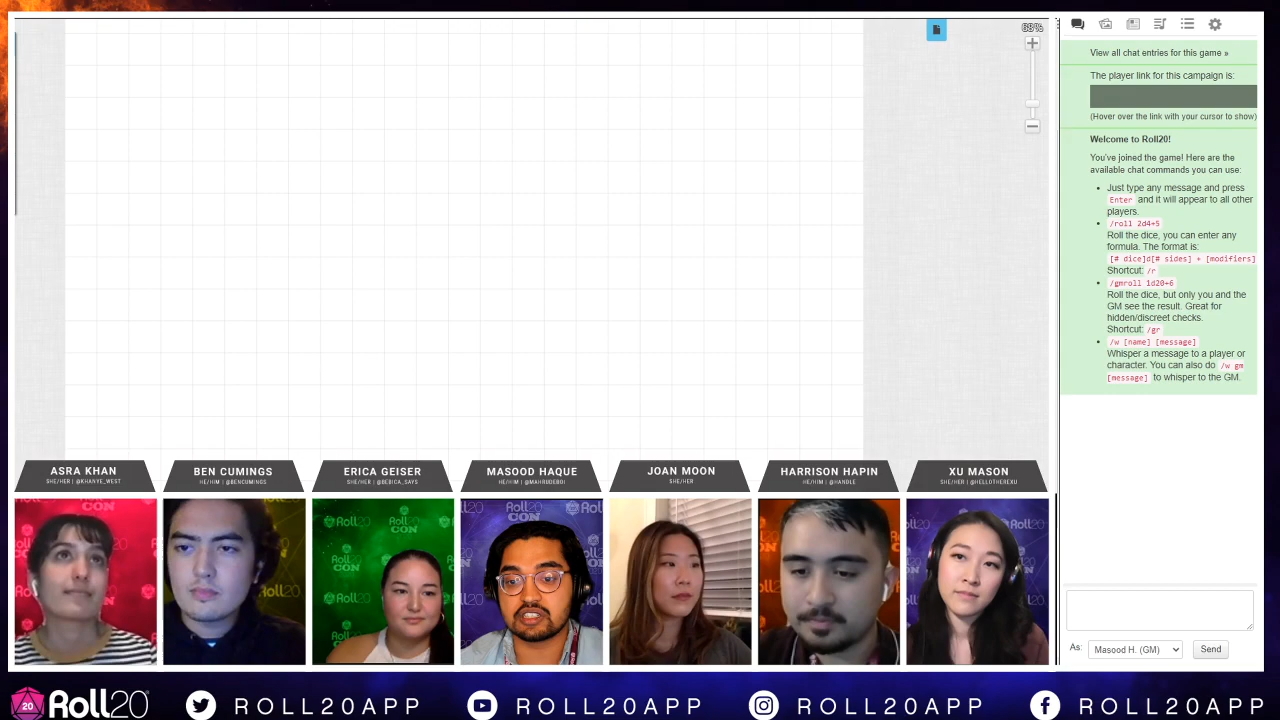 68%
View all chat entries for this game »
The player link for this campaign is:
(Hover over the link with your cursor to show)
Welcome to Roll20!
You've joined the game! Here are the
available chat commands you can use:
Just type any message and press
Enter and it will appear to all other
players.
/roll 2d4+5
Roll the dice, you can enter any
formula. The format is:
[# dice]d[# sides] + [modifiers]
Shortcut: /r
/gmroll 1d20+6
Roll the dice, but only you and the
GM see the result. Great for
hidden/discreet checks.
Shortcut: /gr
/w [name] [message]
Whisper a message to a player or
character. You can also do /w gm
[message] to whisper to the GM.
ASRA KHAN
SHE/HER | @KHANYE_WEST
BEN CUMINGS
HE/HIM | @BENCUMINGS
ERICA GEISER
SHE/HER | @BEBICA_SAYS
MASOOD HAQUE
HE/HIM | @MAHRUDEBOI
JOAN MOON
SHE/HER
HARRISON HAPIN
HE/HIM | @HANDLE
XU MASON
SHE/HER | @HELLOTHEREXU
Roll20
CON
Roll20
CON
As: Masood H. (GM) Send
20 Roll20 ROLL20APP ROLL20APP ROLL20APP ROLL20APP